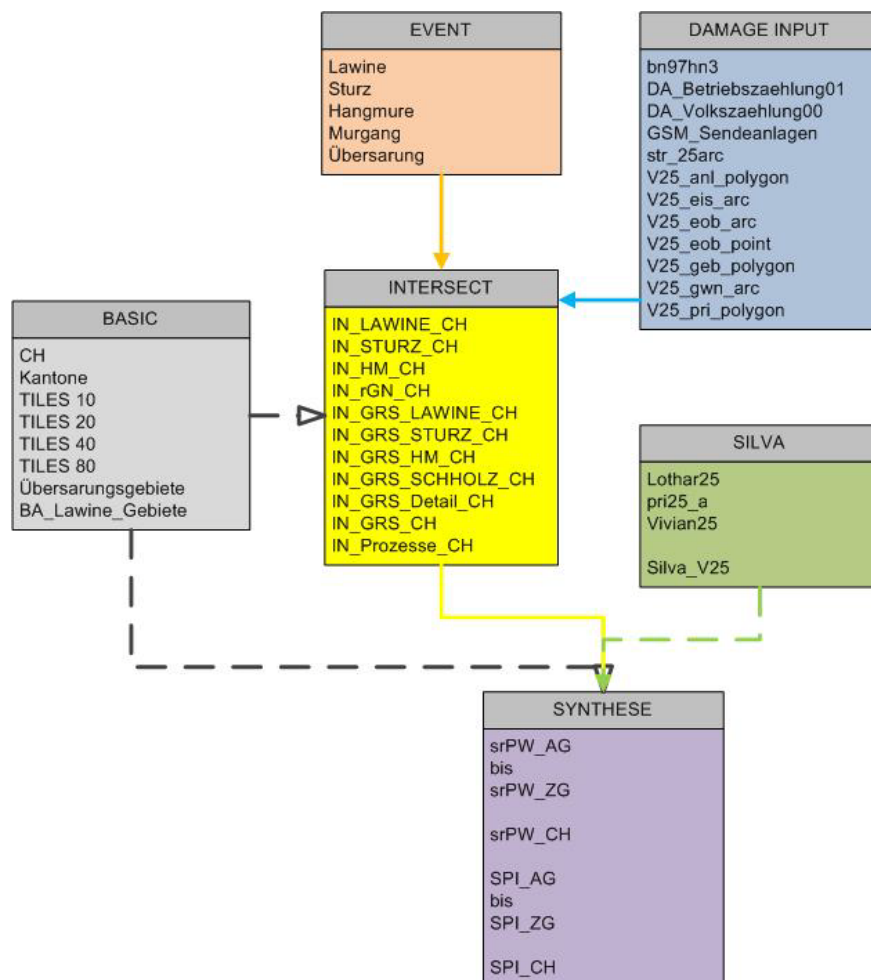 EVENT
Lawine
Sturz
Hangmure
Murgang
Übersarung
DAMAGE INPUT
bn97hn3
DA_Betriebszaehlung01
DA_Volkszaehlung00
GSM_Sendeanlagen
str_25arc
V25_anl_polygon
V25_eis_arc
V25_eob_arc
V25_eob_point
V25_geb_polygon
V25_gwn_arc
V25_pri_polygon
BASIC
CH
Kantone
TILES 10
TILES 20
TILES 40
TILES 80
Übersarungsgebiete
BA_Lawine_Gebiete
INTERSECT
IN_LAWINE_CH
IN_STURZ_CH
IN_HM_CH
IN_rGN_CH
IN_GRS_LAWINE_CH
IN_GRS_STURZ_CH
IN_GRS_HM_CH
IN_GRS_SCHHOLZ_CH
IN_GRS_Detail_CH
IN_GRS_CH
IN_Prozesse_CH
SILVA
Lothar25
pri25_a
Vivian25
Silva_V25
SYNTHESE
srPW_AG
bis
srPW_ZG
srPW_CH
SPI_AG
bis
SPI_ZG
SPI_CH